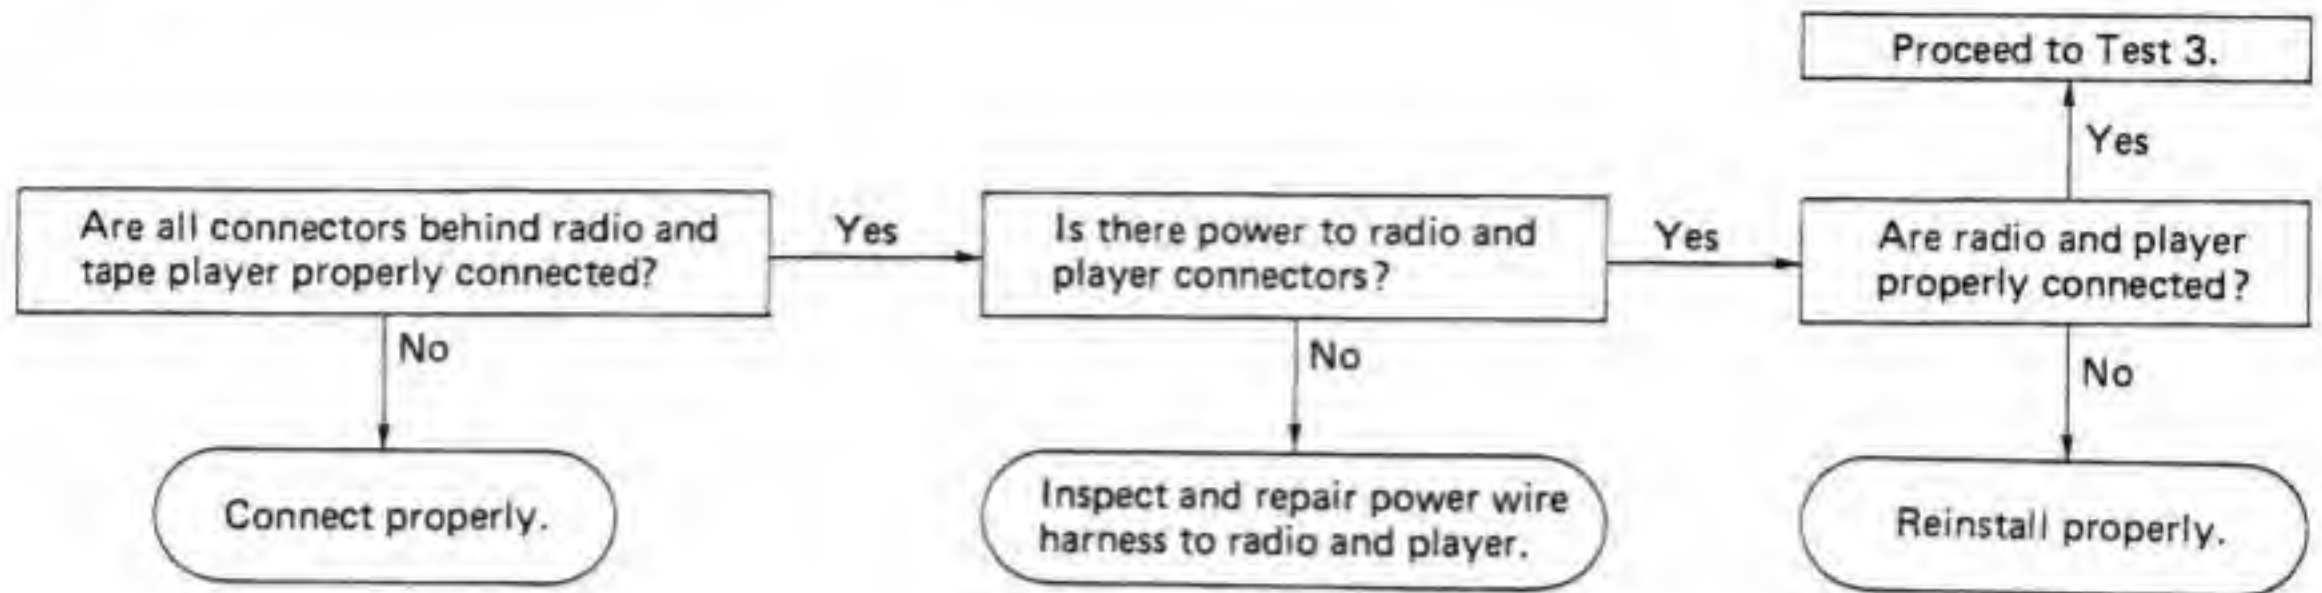 Proceed to Test 3.
Yes
Are all connectors behind radio and
tape player properly connected?
Yes
Is there power to radio and
player connectors?
Yes
Are radio and player
properly connected?
No
No
No
Connect properly.
Inspect and repair power wire
harness to radio and player.
Reinstall properly.